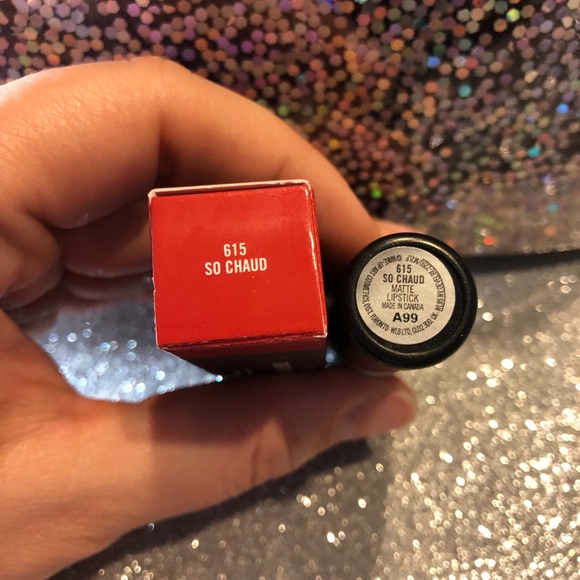 615
SO CHAUD
615
SO CHAUD
MATTE
LIPSTICK
MADE IN CANADA
A99